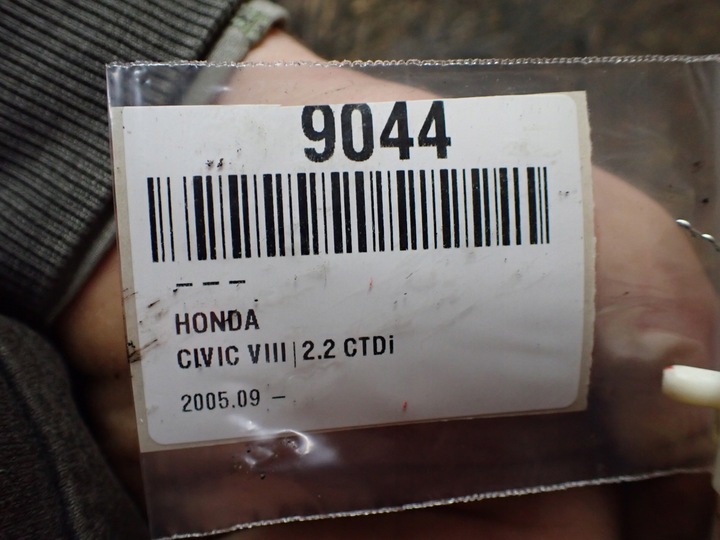 9044
- - -
HONDA
CIVIC VIII|2.2 CTDi
2005.09 -